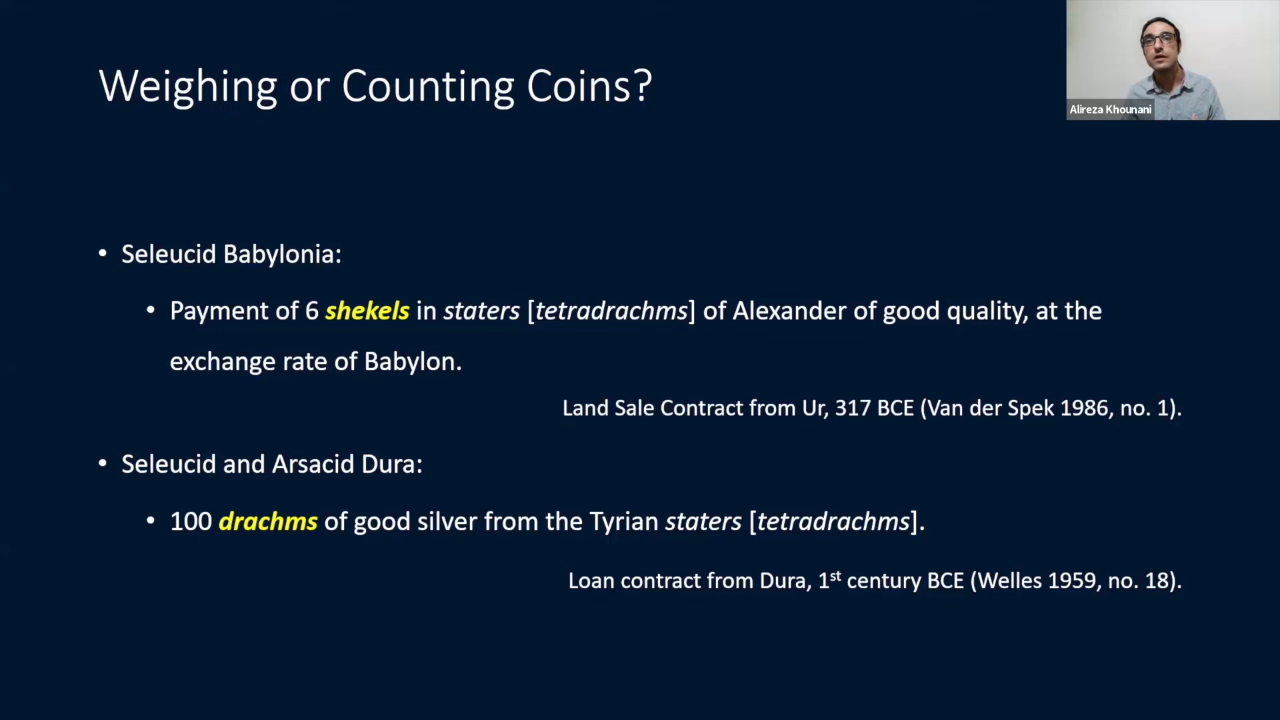 Weighing or Counting Coins?
Alireza Khounani
• Seleucid Babylonia:
• Payment of 6 shekels in staters [tetradrachms] of Alexander of good quality, at the
exchange rate of Babylon.
Land Sale Contract from Ur, 317 BCE (Van der Spek 1986, no. 1).
• Seleucid and Arsacid Dura:
• 100 drachms of good silver from the Tyrian staters [tetradrachms].
Loan contract from Dura, 1st century BCE (Welles 1959, no. 18).